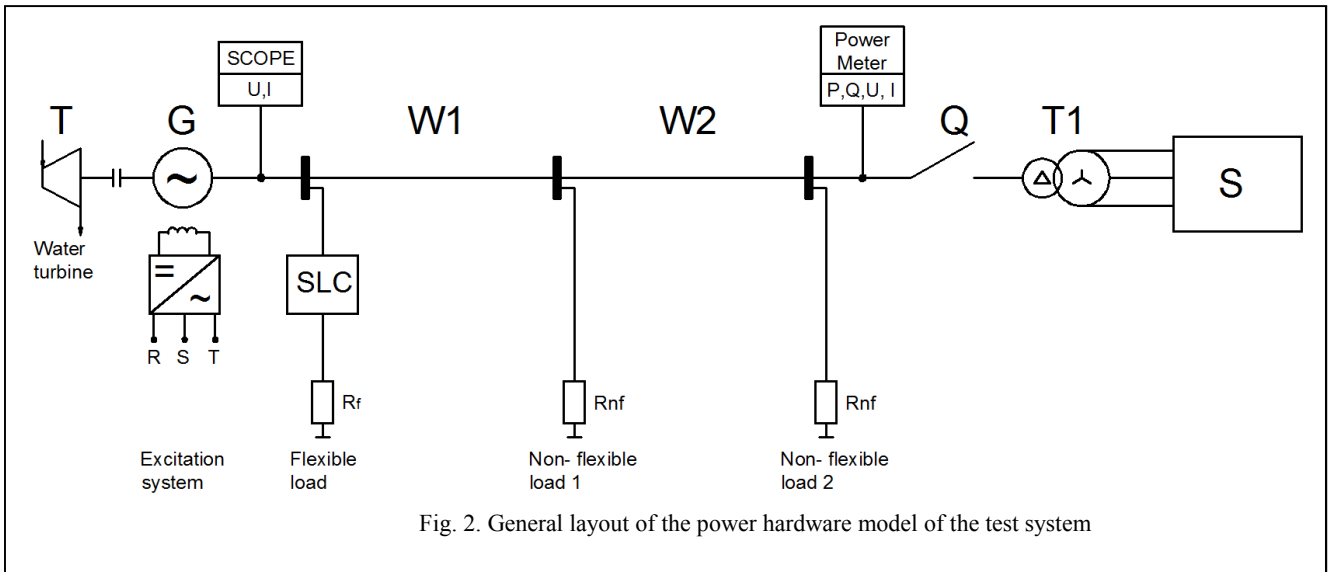 SCOPE
U,I
Power
Meter
P,Q,U, I
T
G
W1
W2
Q
T1
~
S
Water
turbine
=
~
SLC
R S T
Rf
Rnf
Rnf
Excitation
system
Flexible
load
Non- flexible
load 1
Non- flexible
load 2
Fig. 2. General layout of the power hardware model of the test system